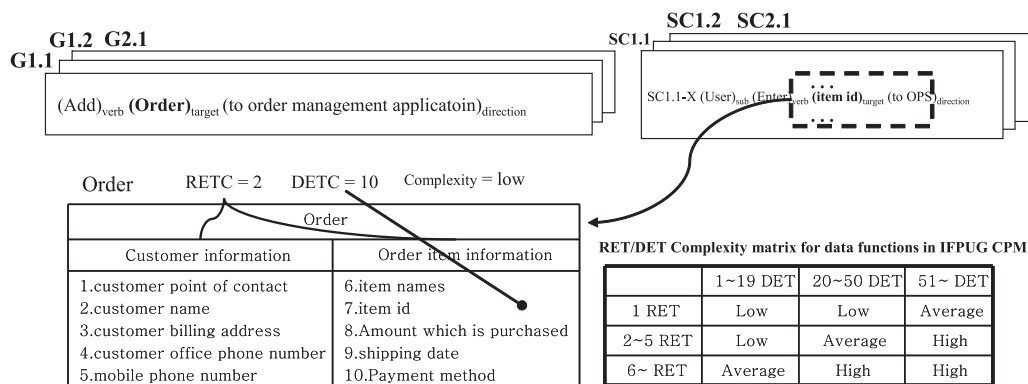 G1.2 G2.1
G1.1
(Add)verb (Order)target (to order management applicatoin)direction
SC1.2 SC2.1
SC1.1
...
SC1.1-X (User)sub (Enter)verb (item id)target (to OPS)direction
...
Order RETC = 2 DETC = 10 Complexity = low
Order
Customer information Order item information
1.customer point of contact 6.item names
2.customer name 7.item id
3.customer billing address 8.Amount which is purchased
4.customer office phone number 9.shipping date
5.mobile phone number 10.Payment method
RET/DET Complexity matrix for data functions in IFPUG CPM
1~19 DET 20~50 DET 51~ DET
1 RET Low Low Average
2~5 RET Low Average High
6~ RET Average High High